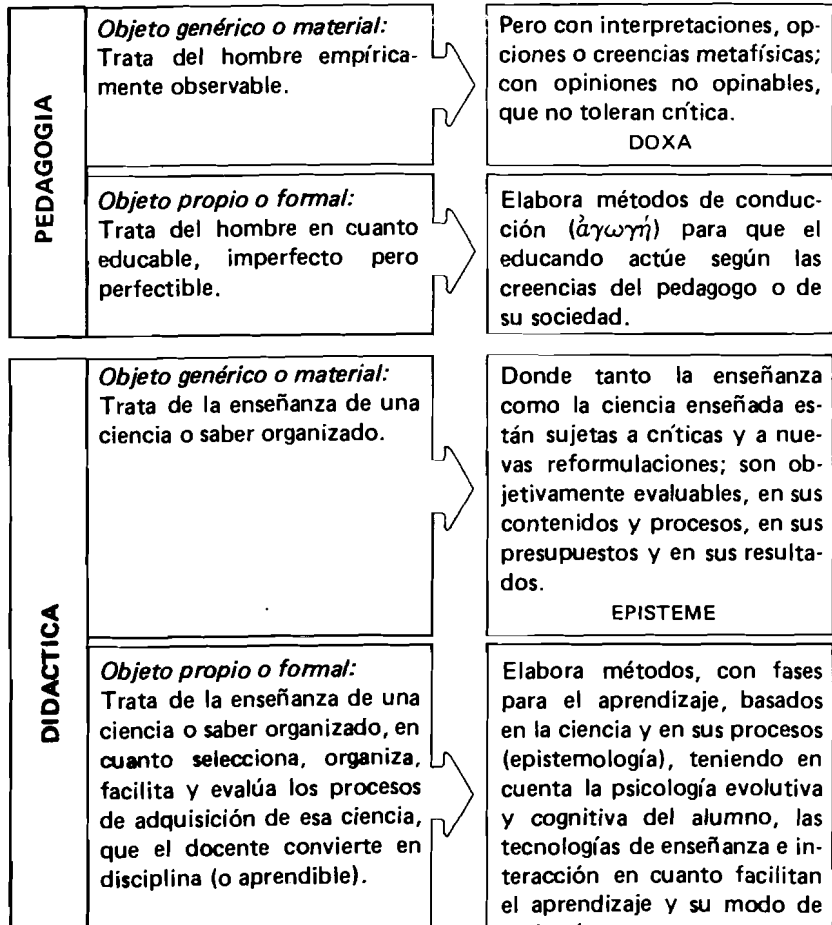 PEDAGOGIA
Objeto genérico o material:
Trata del hombre empírica-
mente observable.
Pero con interpretaciones, op-
ciones o creencias metafísicas;
con opiniones no opinables,
que no toleran crítica.
DOXA
Objeto propio o formal:
Trata del hombre en cuanto
educable, imperfecto pero
perfectible.
Elabora métodos de conduc-
ción (ἀγωγή) para que el
educando actúe según las
creencias del pedagogo o de
su sociedad.
DIDACTICA
Objeto genérico o material:
Trata de la enseñanza de una
ciencia o saber organizado.
Donde tanto la enseñanza
como la ciencia enseñada es-
tán sujetas a críticas y a nue-
vas reformulaciones; son ob-
jetivamente evaluables, en sus
contenidos y procesos, en sus
presupuestos y en sus resulta-
dos.
EPISTEME
Objeto propio o formal:
Trata de la enseñanza de una
ciencia o saber organizado, en
cuanto selecciona, organiza,
facilita y evalúa los procesos
de adquisición de esa ciencia,
que el docente convierte en
disciplina (o aprendible).
Elabora métodos, con fases
para el aprendizaje, basados
en la ciencia y en sus procesos
(epistemología), teniendo en
cuenta la psicología evolutiva
y cognitiva del alumno, las
tecnologías de enseñanza e in-
teracción en cuanto facilitan
el aprendizaje y su modo de